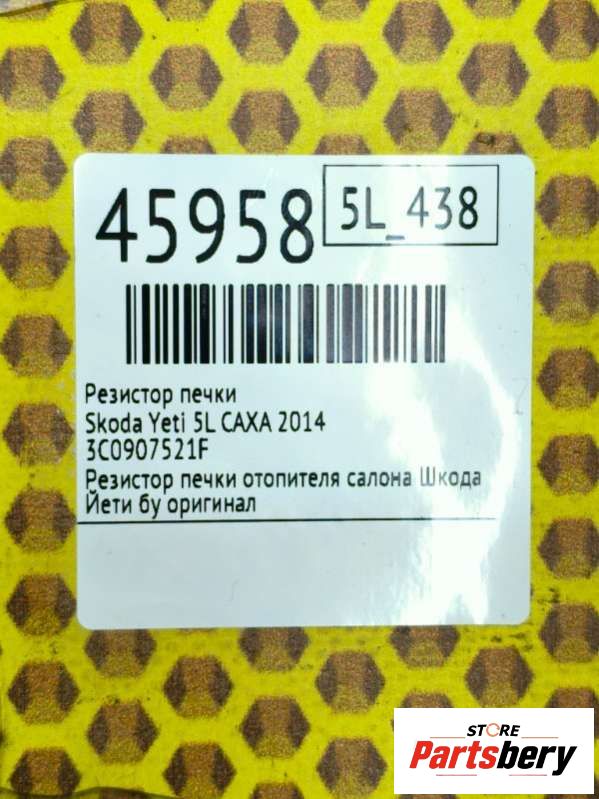 45958
5L_438
Резистор печки
Skoda Yeti 5L CAXA 2014
3C0907521F
Резистор печки отопителя салона Шкода
Йети бу оригинал
STORE
Partsbery